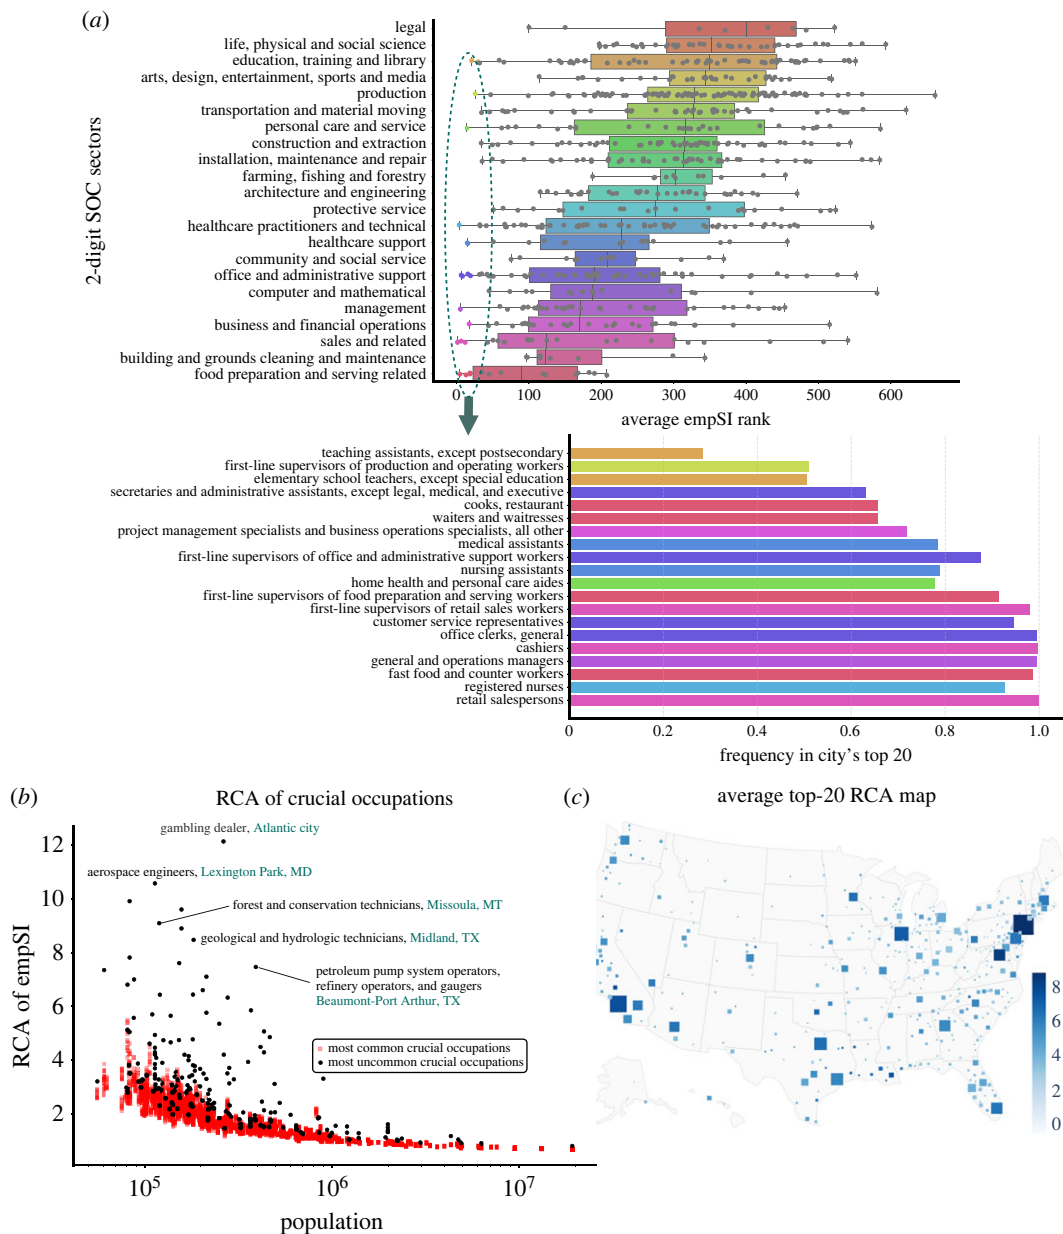 (a)
2-digit SOC sectors
legal
life, physical and social science
education, training and library
arts, design, entertainment, sports and media
production
transportation and material moving
personal care and service
construction and extraction
installation, maintenance and repair
farming, fishing and forestry
architecture and engineering
protective service
healthcare practitioners and technical
healthcare support
community and social service
office and administrative support
computer and mathematical
management
business and financial operations
sales and related
building and grounds cleaning and maintenance
food preparation and serving related
0 100 200 300 400 500 600
average empSI rank
teaching assistants, except postsecondary
first-line supervisors of production and operating workers
elementary school teachers, except special education
secretaries and administrative assistants, except legal, medical, and executive
cooks, restaurant
waiters and waitresses
project management specialists and business operations specialists, all other
medical assistants
first-line supervisors of office and administrative support workers
nursing assistants
home health and personal care aides
first-line supervisors of food preparation and serving workers
first-line supervisors of retail sales workers
customer service representatives
office clerks, general
cashiers
general and operations managers
fast food and counter workers
registered nurses
retail salespersons
0 0.2 0.4 0.6 0.8 1.0
frequency in city's top 20
(b)
RCA of crucial occupations
RCA of empSI
12
10
8
6
4
2
gambling dealer, Atlantic city
aerospace engineers, Lexington Park, MD
forest and conservation technicians, Missoula, MT
geological and hydrologic technicians, Midland, TX
petroleum pump system operators,
refinery operators, and gaugers
Beaumont-Port Arthur, TX
most common crucial occupations
most uncommon crucial occupations
10⁵ 10⁶ 10⁷
population
(c)
average top-20 RCA map
8
6
4
2
0